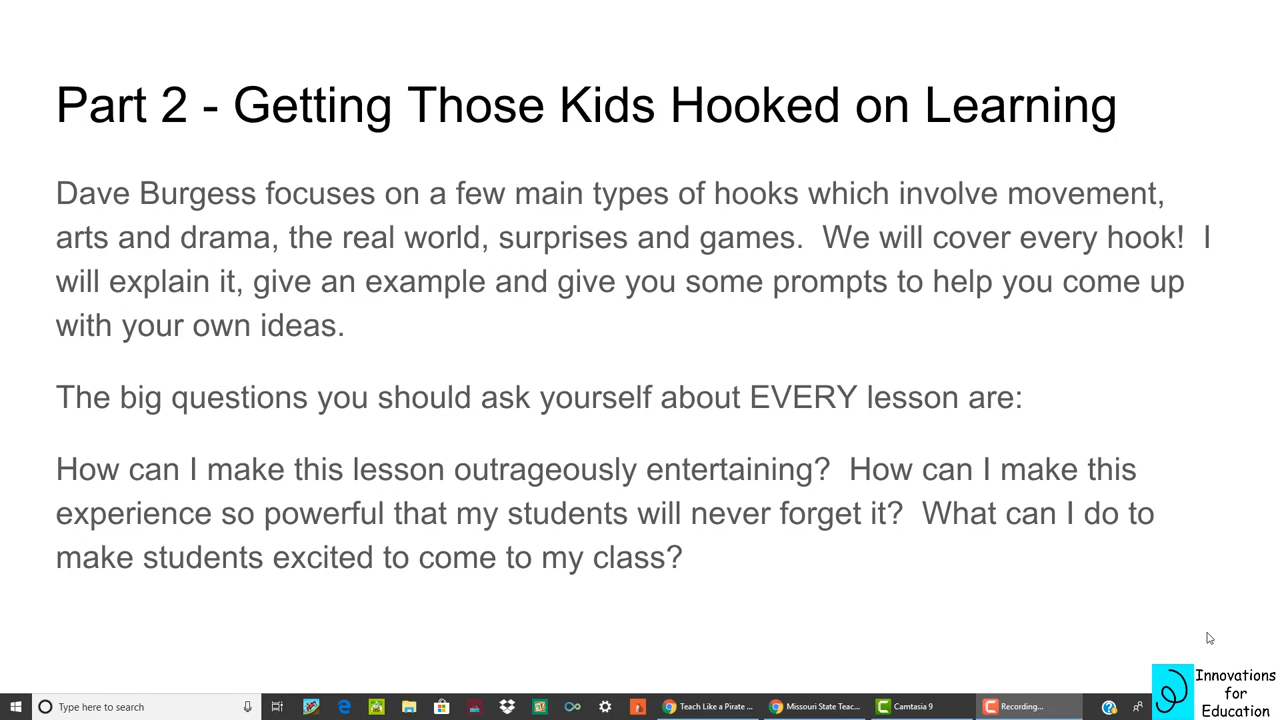 Part 2 - Getting Those Kids Hooked on Learning
Dave Burgess focuses on a few main types of hooks which involve movement,
arts and drama, the real world, surprises and games.  We will cover every hook!  I
will explain it, give an example and give you some prompts to help you come up
with your own ideas.
The big questions you should ask yourself about EVERY lesson are:
How can I make this lesson outrageously entertaining?  How can I make this
experience so powerful that my students will never forget it?  What can I do to
make students excited to come to my class?
Innovations
for
Education
Type here to search
Teach Like a Pirate ...
Missouri State Teac...
Camtasia 9
Recording...